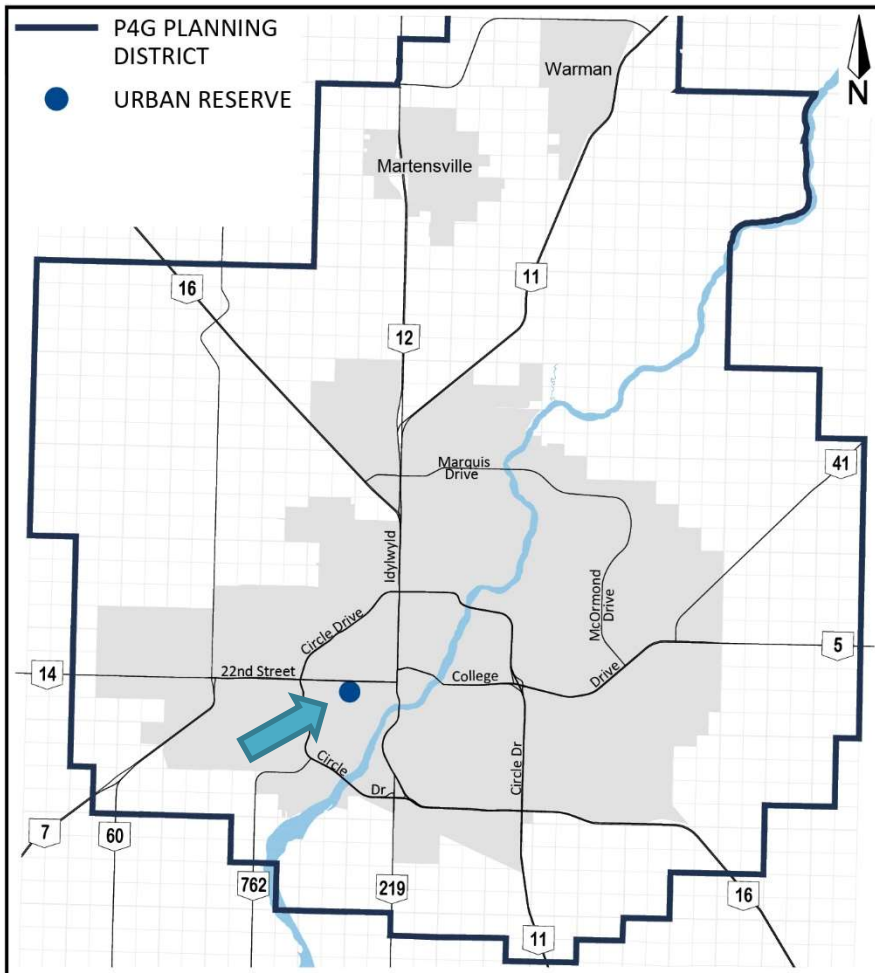 P4G PLANNING
DISTRICT
URBAN RESERVE
N
Warman
Martensville
16
11
12
41
Marquis
Drive
Idylwyld
McOrmond
Drive
Circle Drive
5
14
22nd Street
College
Drive
Circle
Dr
Circle Dr
7
60
762
219
16
11